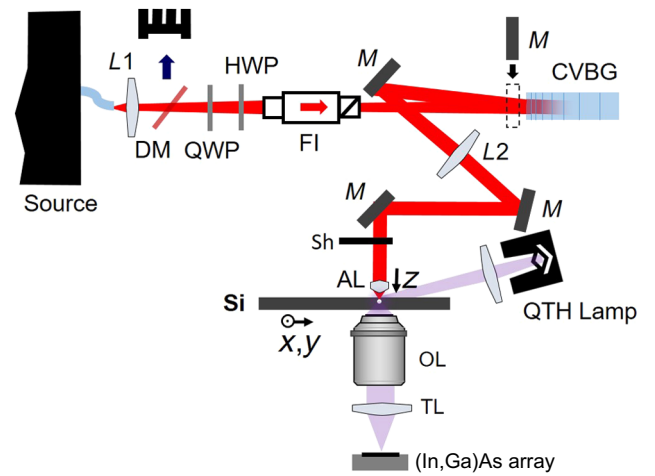 L1
HWP
M
M
CVBG
DM
QWP
FI
L2
Source
M
M
Sh
AL
z
Si
QTH Lamp
x,y
OL
TL
(In,Ga)As array